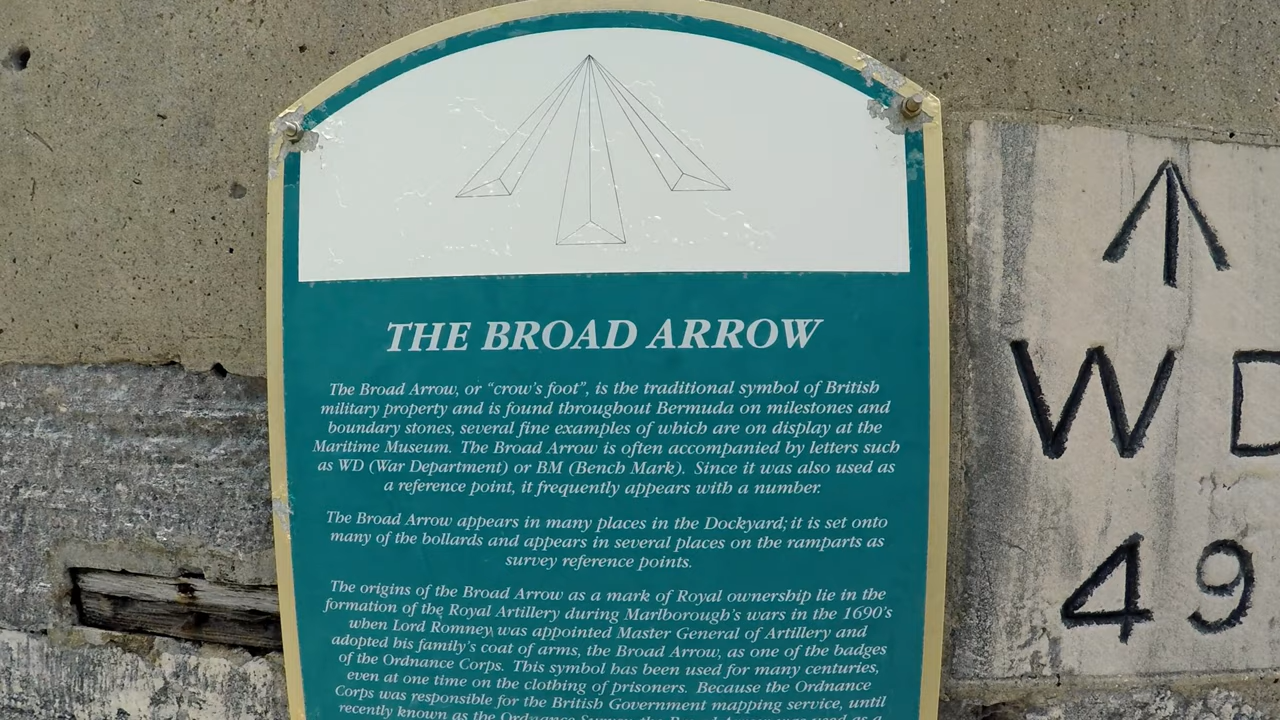 THE BROAD ARROW
The Broad Arrow, or "crow's foot", is the traditional symbol of British
military property and is found throughout Bermuda on milestones and
boundary stones, several fine examples of which are on display at the
Maritime Museum. The Broad Arrow is often accompanied by letters such
as WD (War Department) or BM (Bench Mark). Since it was also used as
a reference point, it frequently appears with a number.
The Broad Arrow appears in many places in the Dockyard; it is set onto
many of the bollards and appears in several places on the ramparts as
survey reference points.
The origins of the Broad Arrow as a mark of Royal ownership lie in the
formation of the Royal Artillery during Marlborough's wars in the 1690's
when Lord Romney, was appointed Master General of Artillery and
adopted his family's coat of arms, the Broad Arrow, as one of the badges
of the Ordnance Corps. This symbol has been used for many centuries,
even at one time on the clothing of prisoners. Because the Ordnance
Corps was responsible for the British Government mapping service, until
recently known as the Ordnance Survey, the Broad Arrow was used as a
WD
49